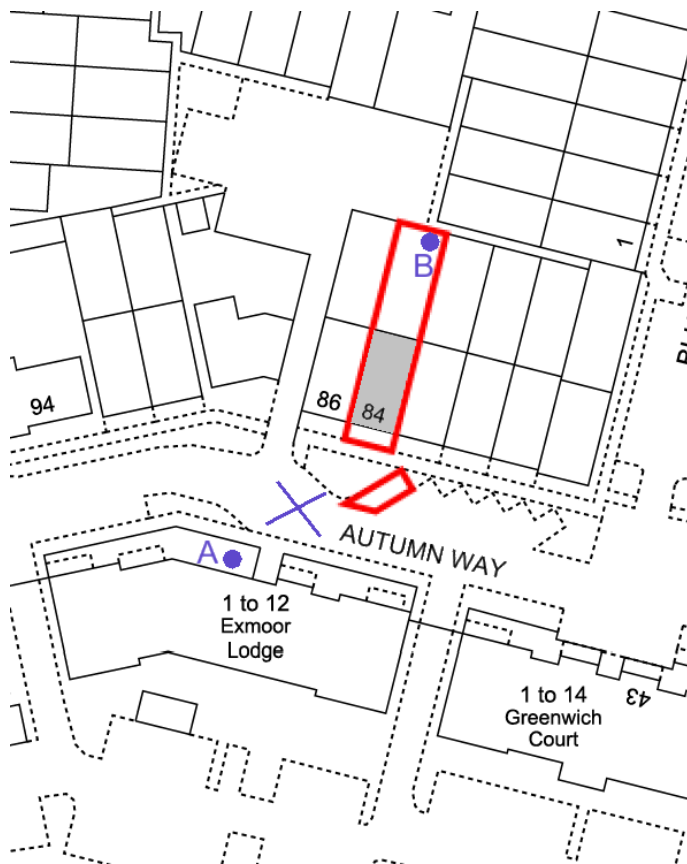 1
B
86
84
94
AUTUMN WAY
A
1 to 12
Exmoor
Lodge
43
1 to 14
Greenwich
Court